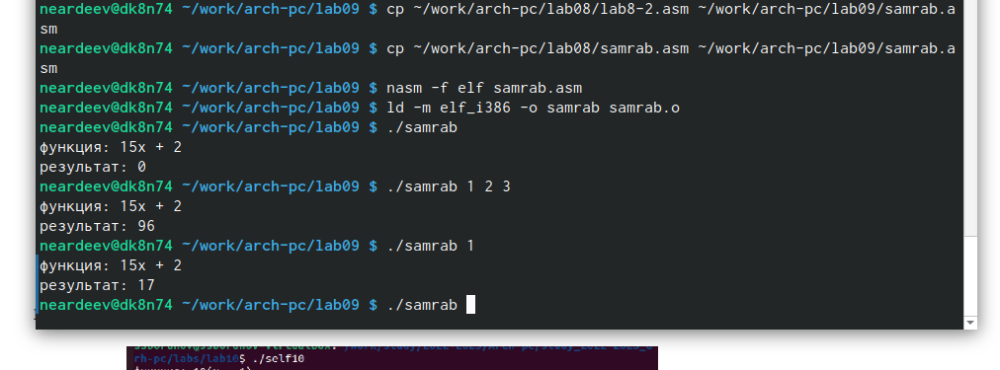 neardeev@dk8n74 ~/work/arch-pc/lab09 $ cp ~/work/arch-pc/lab08/lab8-2.asm ~/work/arch-pc/lab09/samrab.a
sm
neardeev@dk8n74 ~/work/arch-pc/lab09 $ cp ~/work/arch-pc/lab08/samrab.asm ~/work/arch-pc/lab09/samrab.a
sm
neardeev@dk8n74 ~/work/arch-pc/lab09 $ nasm -f elf samrab.asm
neardeev@dk8n74 ~/work/arch-pc/lab09 $ ld -m elf_i386 -o samrab samrab.o
neardeev@dk8n74 ~/work/arch-pc/lab09 $ ./samrab
функция: 15x + 2
результат: 0
neardeev@dk8n74 ~/work/arch-pc/lab09 $ ./samrab 1 2 3
функция: 15x + 2
результат: 96
neardeev@dk8n74 ~/work/arch-pc/lab09 $ ./samrab 1
функция: 15x + 2
результат: 17
neardeev@dk8n74 ~/work/arch-pc/lab09 $ ./samrab
rh-pc/labs/lab10$ ./self10